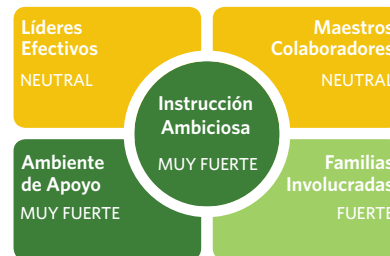 Líderes
Efectivos
NEUTRAL
Maestros
Colaboradores
NEUTRAL
Instrucción
Ambiciosa
MUY FUERTE
Ambiente
de Apoyo
MUY FUERTE
Familias
Involucradas
FUERTE